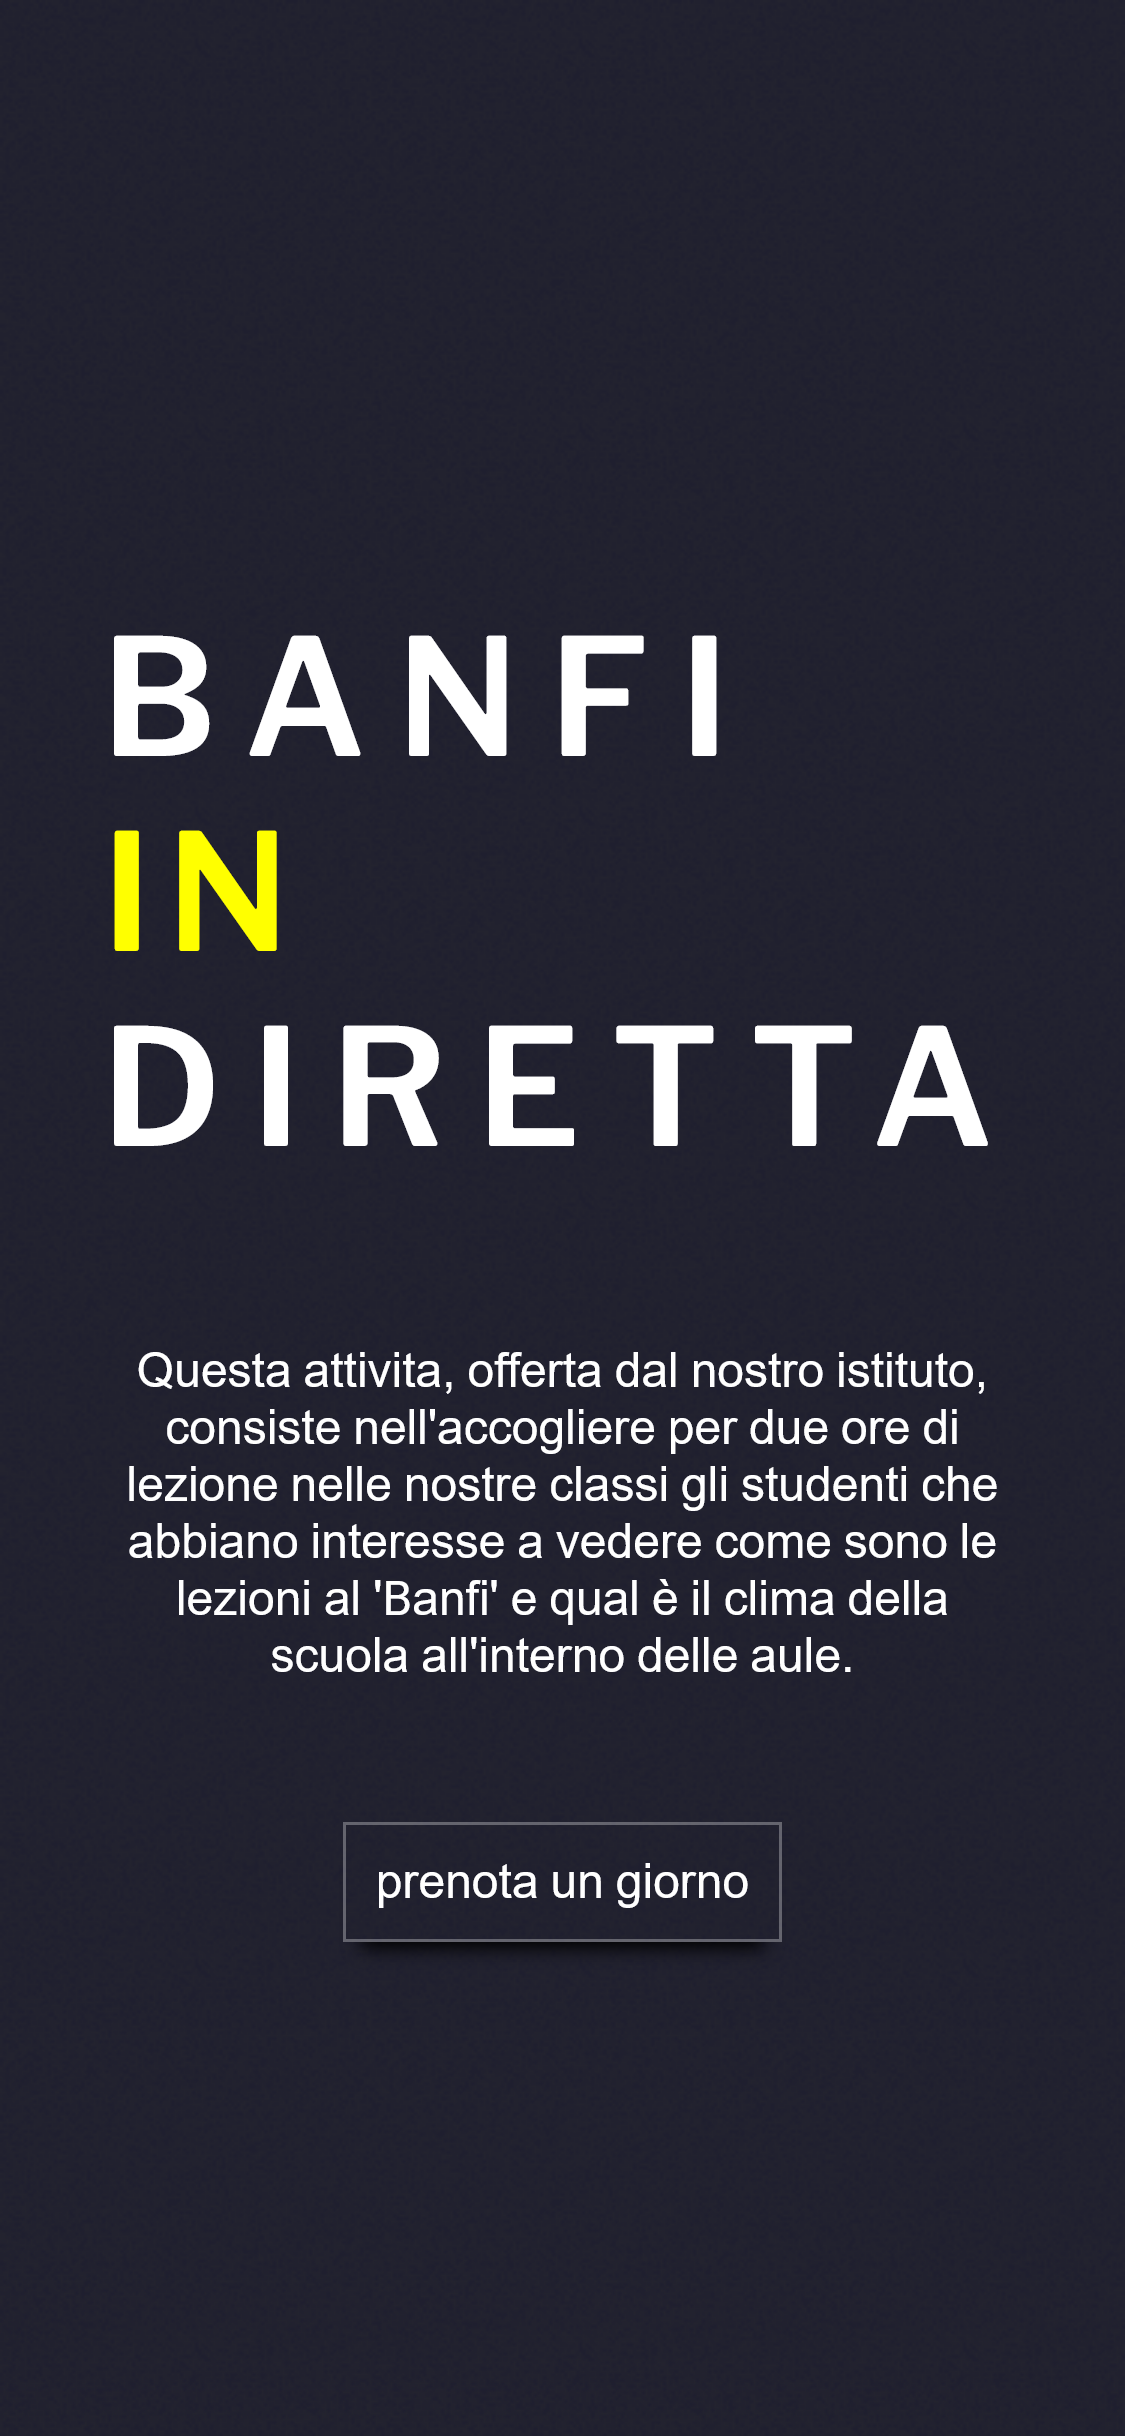 BANFI
IN
DIRETTA
Questa attivita, offerta dal nostro istituto,
consiste nell'accogliere per due ore di
lezione nelle nostre classi gli studenti che
abbiano interesse a vedere come sono le
lezioni al 'Banfi' e qual è il clima della
scuola all'interno delle aule.
prenota un giorno